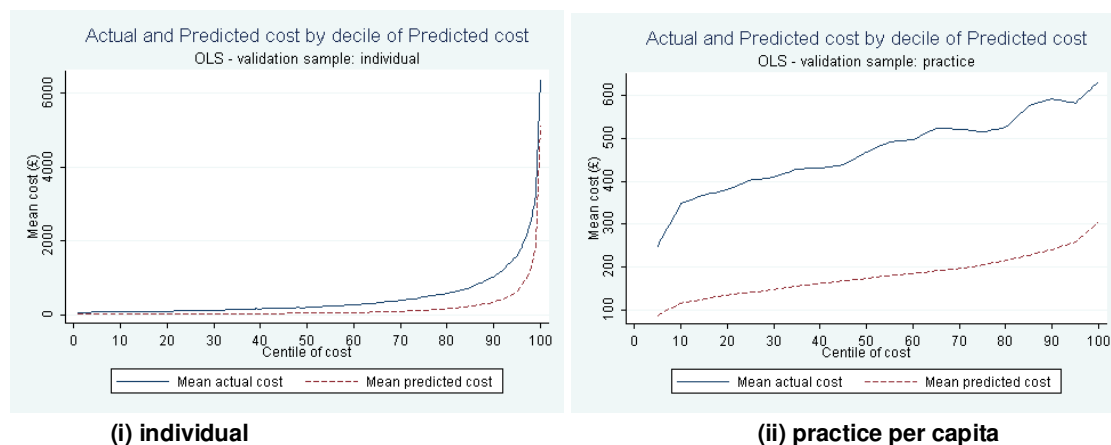 Actual and Predicted cost by decile of Predicted cost
OLS - validation sample: individual
Mean cost (£)
6000
4000
2000
0
0 10 20 30 40 50 60 70 80 90 100
Centile of cost
Mean actual cost Mean predicted cost
(i) individual
Actual and Predicted cost by decile of Predicted cost
OLS - validation sample: practice
Mean cost (£)
600
500
400
300
200
100
0 10 20 30 40 50 60 70 80 90 100
Centile of cost
Mean actual cost Mean predicted cost
(ii) practice per capita